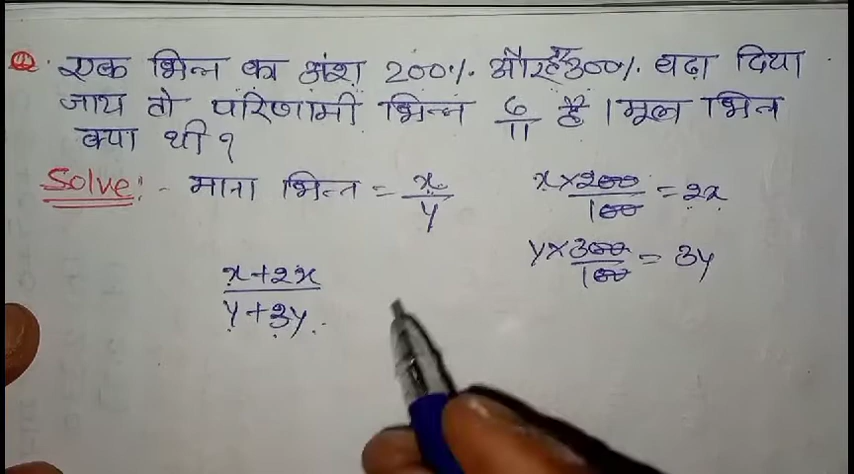 Q. एक भिन्न का अंश 200% और हर 300% बढ़ा दिया
जाय तो परिणामी भिन्न 6/11 है। मूल भिन्न
क्या थी?
Solve:- माना भिन्न = x/y
x×200/100 = 2x
y×300/100 = 3y
x+2x/y+3y